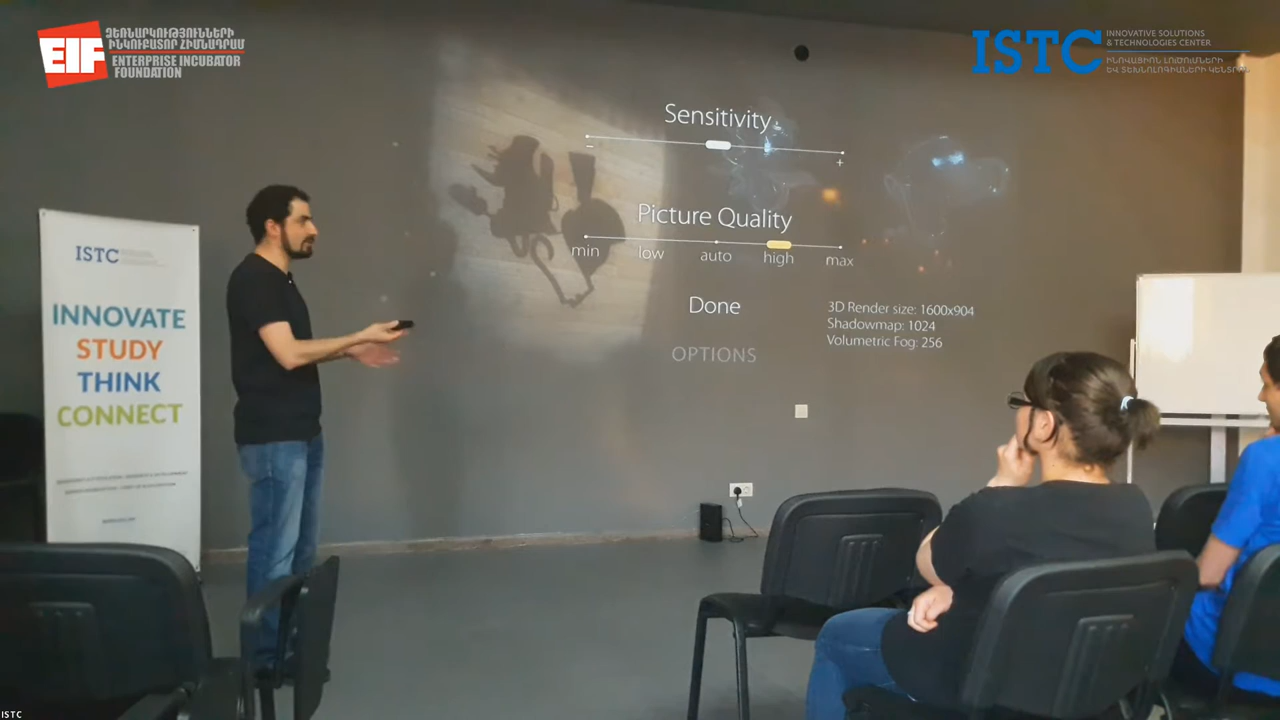 EIF
ՁԵՌՆԱՐԿՈՒԹՅՈՒՆՆԵՐԻ
ԻՆԿՈՒԲԱՏՈՐ ՀԻՄՆԱԴՐԱՄ
ENTERPRISE INCUBATOR
FOUNDATION
ISTC
INNOVATIVE SOLUTIONS
& TECHNOLOGIES CENTER
ԻՆՈՎԱՑԻՈՆ ԼՈՒԾՈՒՄՆԵՐԻ
ԵՎ ՏԵԽՆՈԼՈԳԻԱՆԵՐԻ ԿԵՆՏՐՈՆ
Sensitivity
– +
Picture Quality
min low auto high max
Done
3D Render size: 1600x904
Shadowmap: 1024
Volumetric Fog: 256
OPTIONS
ISTC
INNOVATE
STUDY
THINK
CONNECT
ISTC